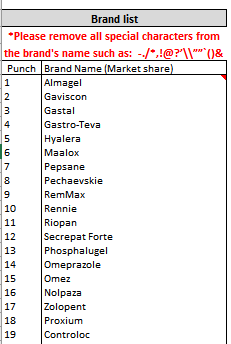 Brand list
*Please remove all special characters from
the brand's name such as: -./*,!@?'\\""`()&
Punch Brand Name (Market share)
1 Almagel
2 Gaviscon
3 Gastal
4 Gastro-Teva
5 Hyalera
6 Maalox
7 Pepsane
8 Pechaevskie
9 RemMax
10 Rennie
11 Riopan
12 Secrepat Forte
13 Phosphalugel
14 Omeprazole
15 Omez
16 Nolpaza
17 Zolopent
18 Proxium
19 Controloc